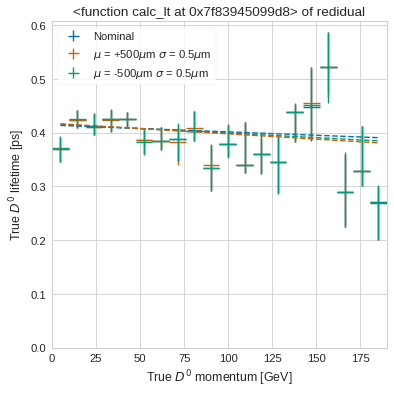 <function calc_lt at 0x7f83945099d8> of redidual
Nominal
μ = +500μm σ = 0.5μm
μ = -500μm σ = 0.5μm
True D⁰ lifetime [ps]
0.6
0.5
0.4
0.3
0.2
0.1
0.0
0 25 50 75 100 125 150 175
True D⁰ momentum [GeV]